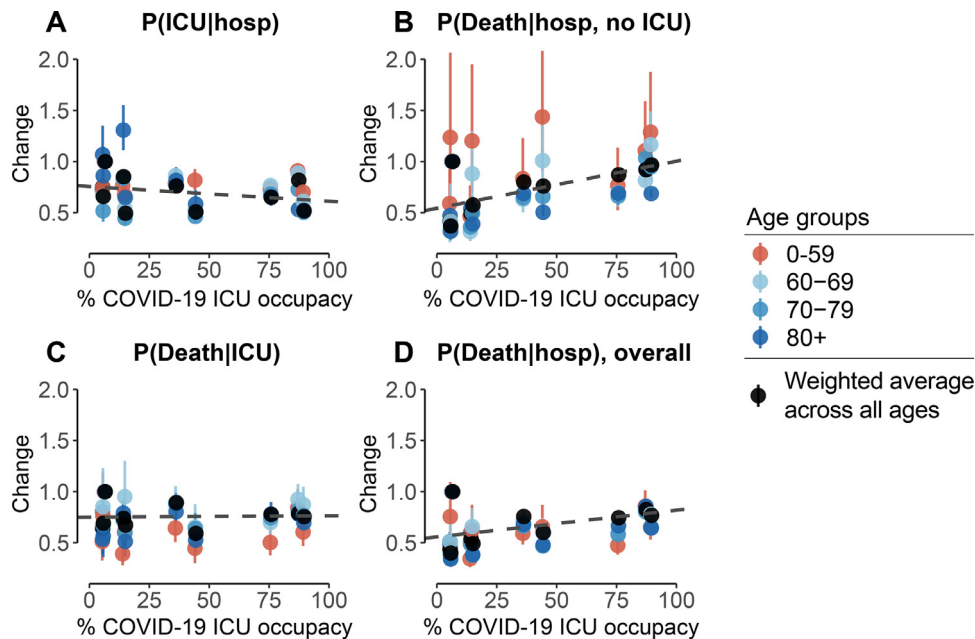 A P(ICU|hosp)
2.0
1.5
1.0
0.5
Change
0 25 50 75 100
% COVID-19 ICU occupancy
B P(Death|hosp, no ICU)
2.0
1.5
1.0
0.5
Change
0 25 50 75 100
% COVID-19 ICU occupancy
C P(Death|ICU)
2.0
1.5
1.0
0.5
Change
0 25 50 75 100
% COVID-19 ICU occupancy
D P(Death|hosp), overall
2.0
1.5
1.0
0.5
Change
0 25 50 75 100
% COVID-19 ICU occupancy
Age groups
0-59
60−69
70−79
80+
Weighted average
across all ages